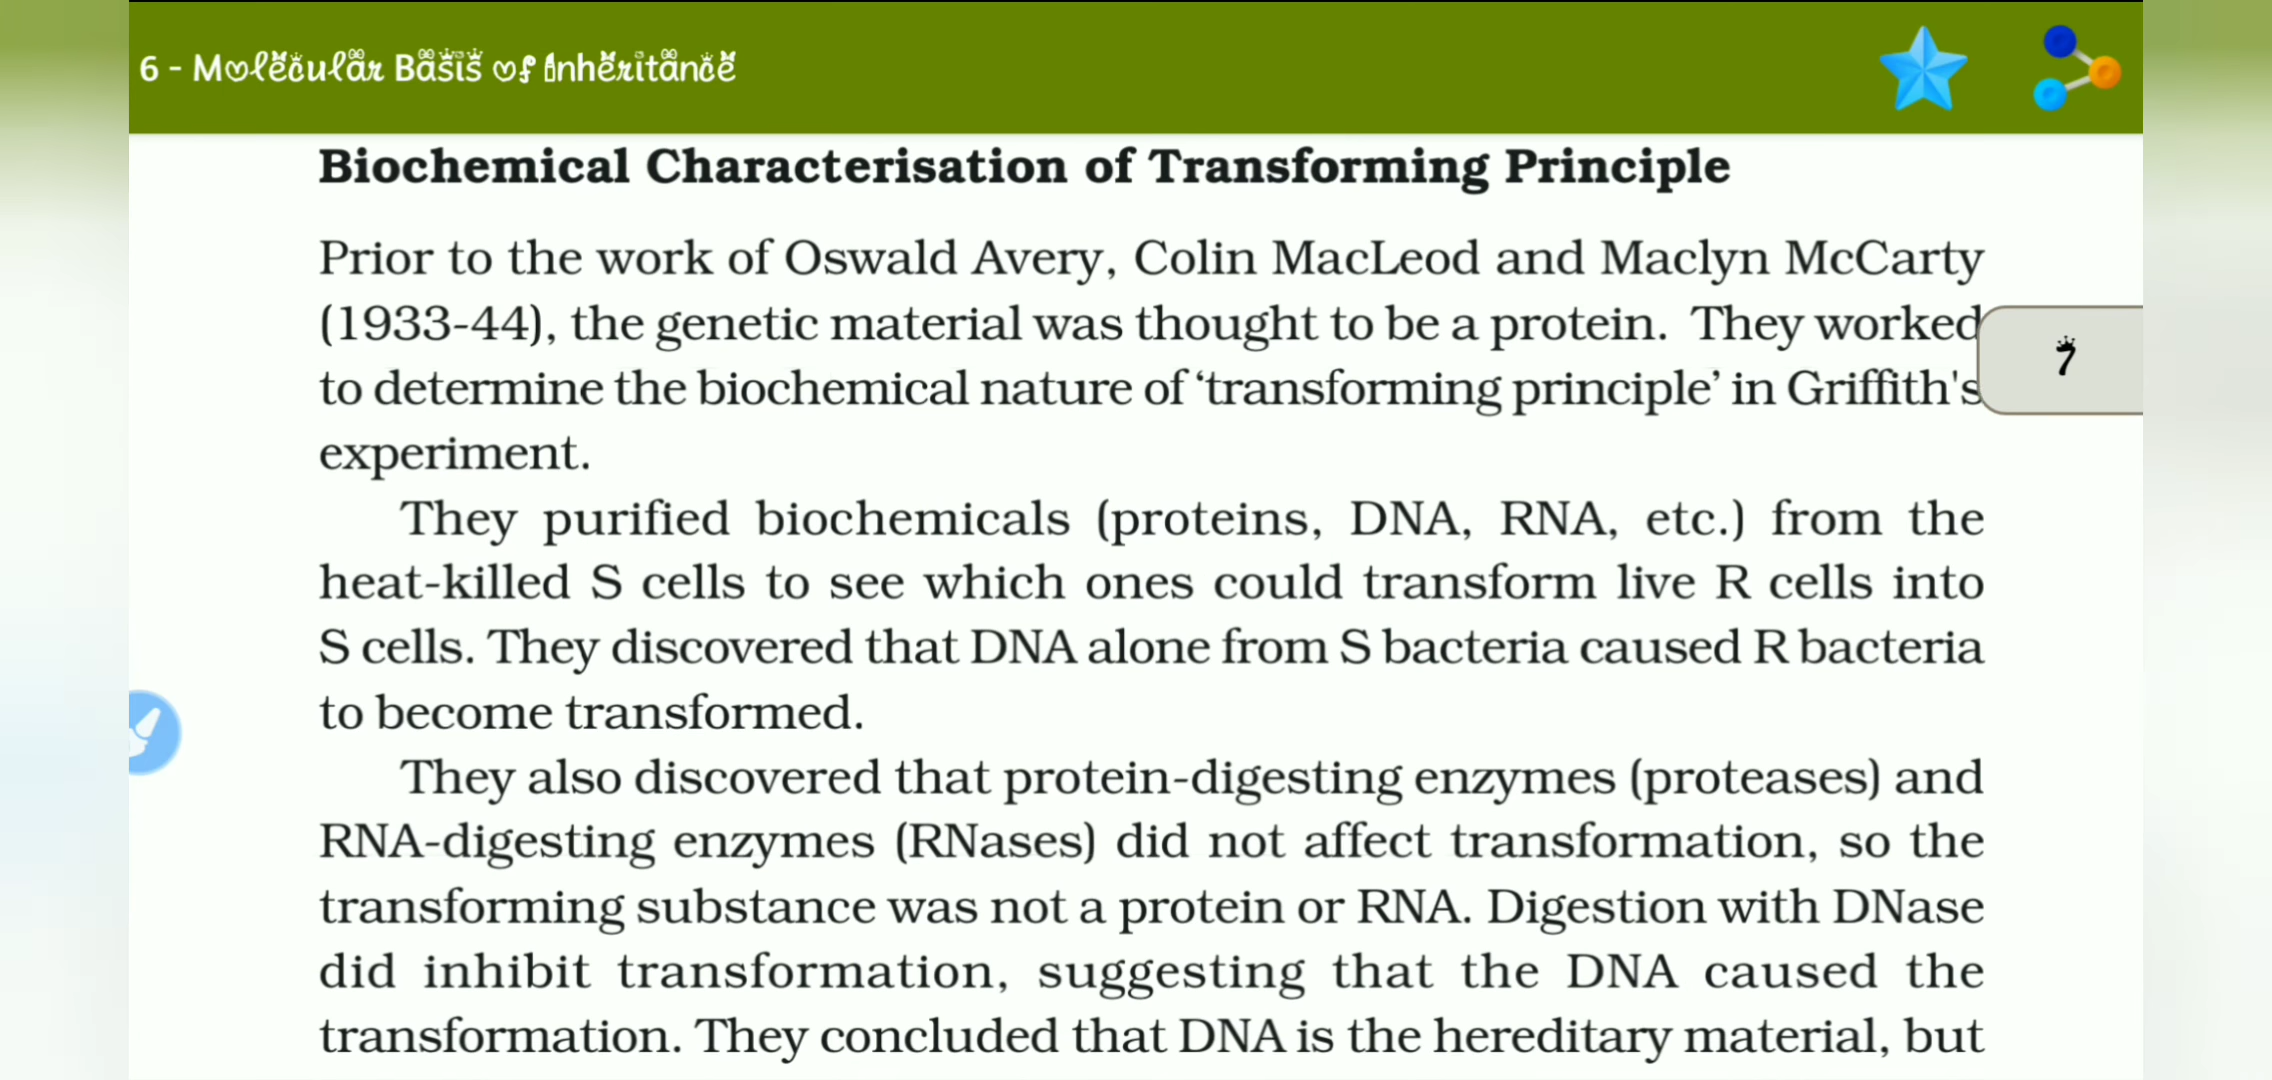 6 - Molecular Basis of Inheritance
Biochemical Characterisation of Transforming Principle
Prior to the work of Oswald Avery, Colin MacLeod and Maclyn McCarty
(1933-44), the genetic material was thought to be a protein. They worked
7
to determine the biochemical nature of ‘transforming principle’ in Griffith's
experiment.
They purified biochemicals (proteins, DNA, RNA, etc.) from the
heat-killed S cells to see which ones could transform live R cells into
S cells. They discovered that DNA alone from S bacteria caused R bacteria
to become transformed.
They also discovered that protein-digesting enzymes (proteases) and
RNA-digesting enzymes (RNases) did not affect transformation, so the
transforming substance was not a protein or RNA. Digestion with DNase
did inhibit transformation, suggesting that the DNA caused the
transformation. They concluded that DNA is the hereditary material, but